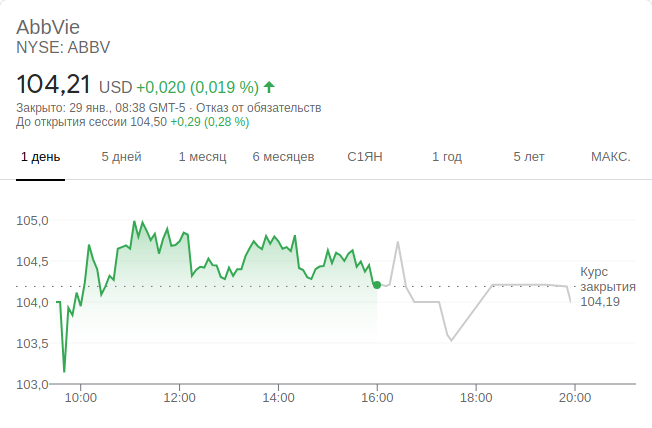 AbbVie
NYSE: ABBV
104,21 USD +0,020 (0,019 %)
Закрыто: 29 янв., 08:38 GMT-5 · Отказ от обязательств
До открытия сессии 104,50 +0,29 (0,28 %)
1 день 5 дней 1 месяц 6 месяцев С1ЯН 1 год 5 лет МАКС.
105,0
104,5
Курс
закрытия
104,19
104,0
103,5
103,0
10:00 12:00 14:00 16:00 18:00 20:00